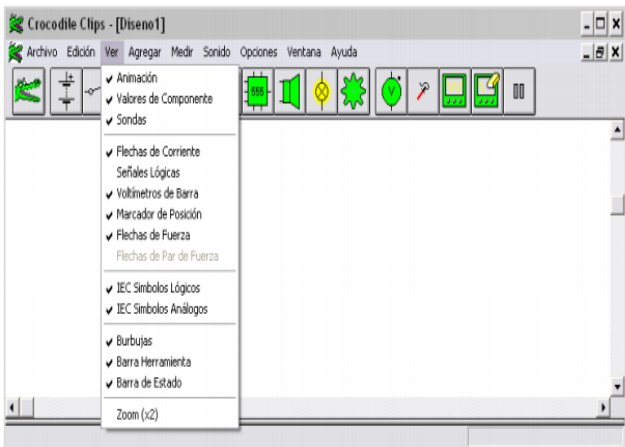 Crocodile Clips - [Diseno1]
Archivo Edición Ver Agregar Medir Sonido Opciones Ventana Ayuda
555
V
Animación
Valores de Componente
Sondas
Flechas de Corriente
Señales Lógicas
Voltímetros de Barra
Marcador de Posición
Flechas de Fuerza
Flechas de Par de Fuerza
IEC Simbolos Lógicos
IEC Simbolos Análogos
Burbujas
Barra Herramienta
Barra de Estado
Zoom (x2)